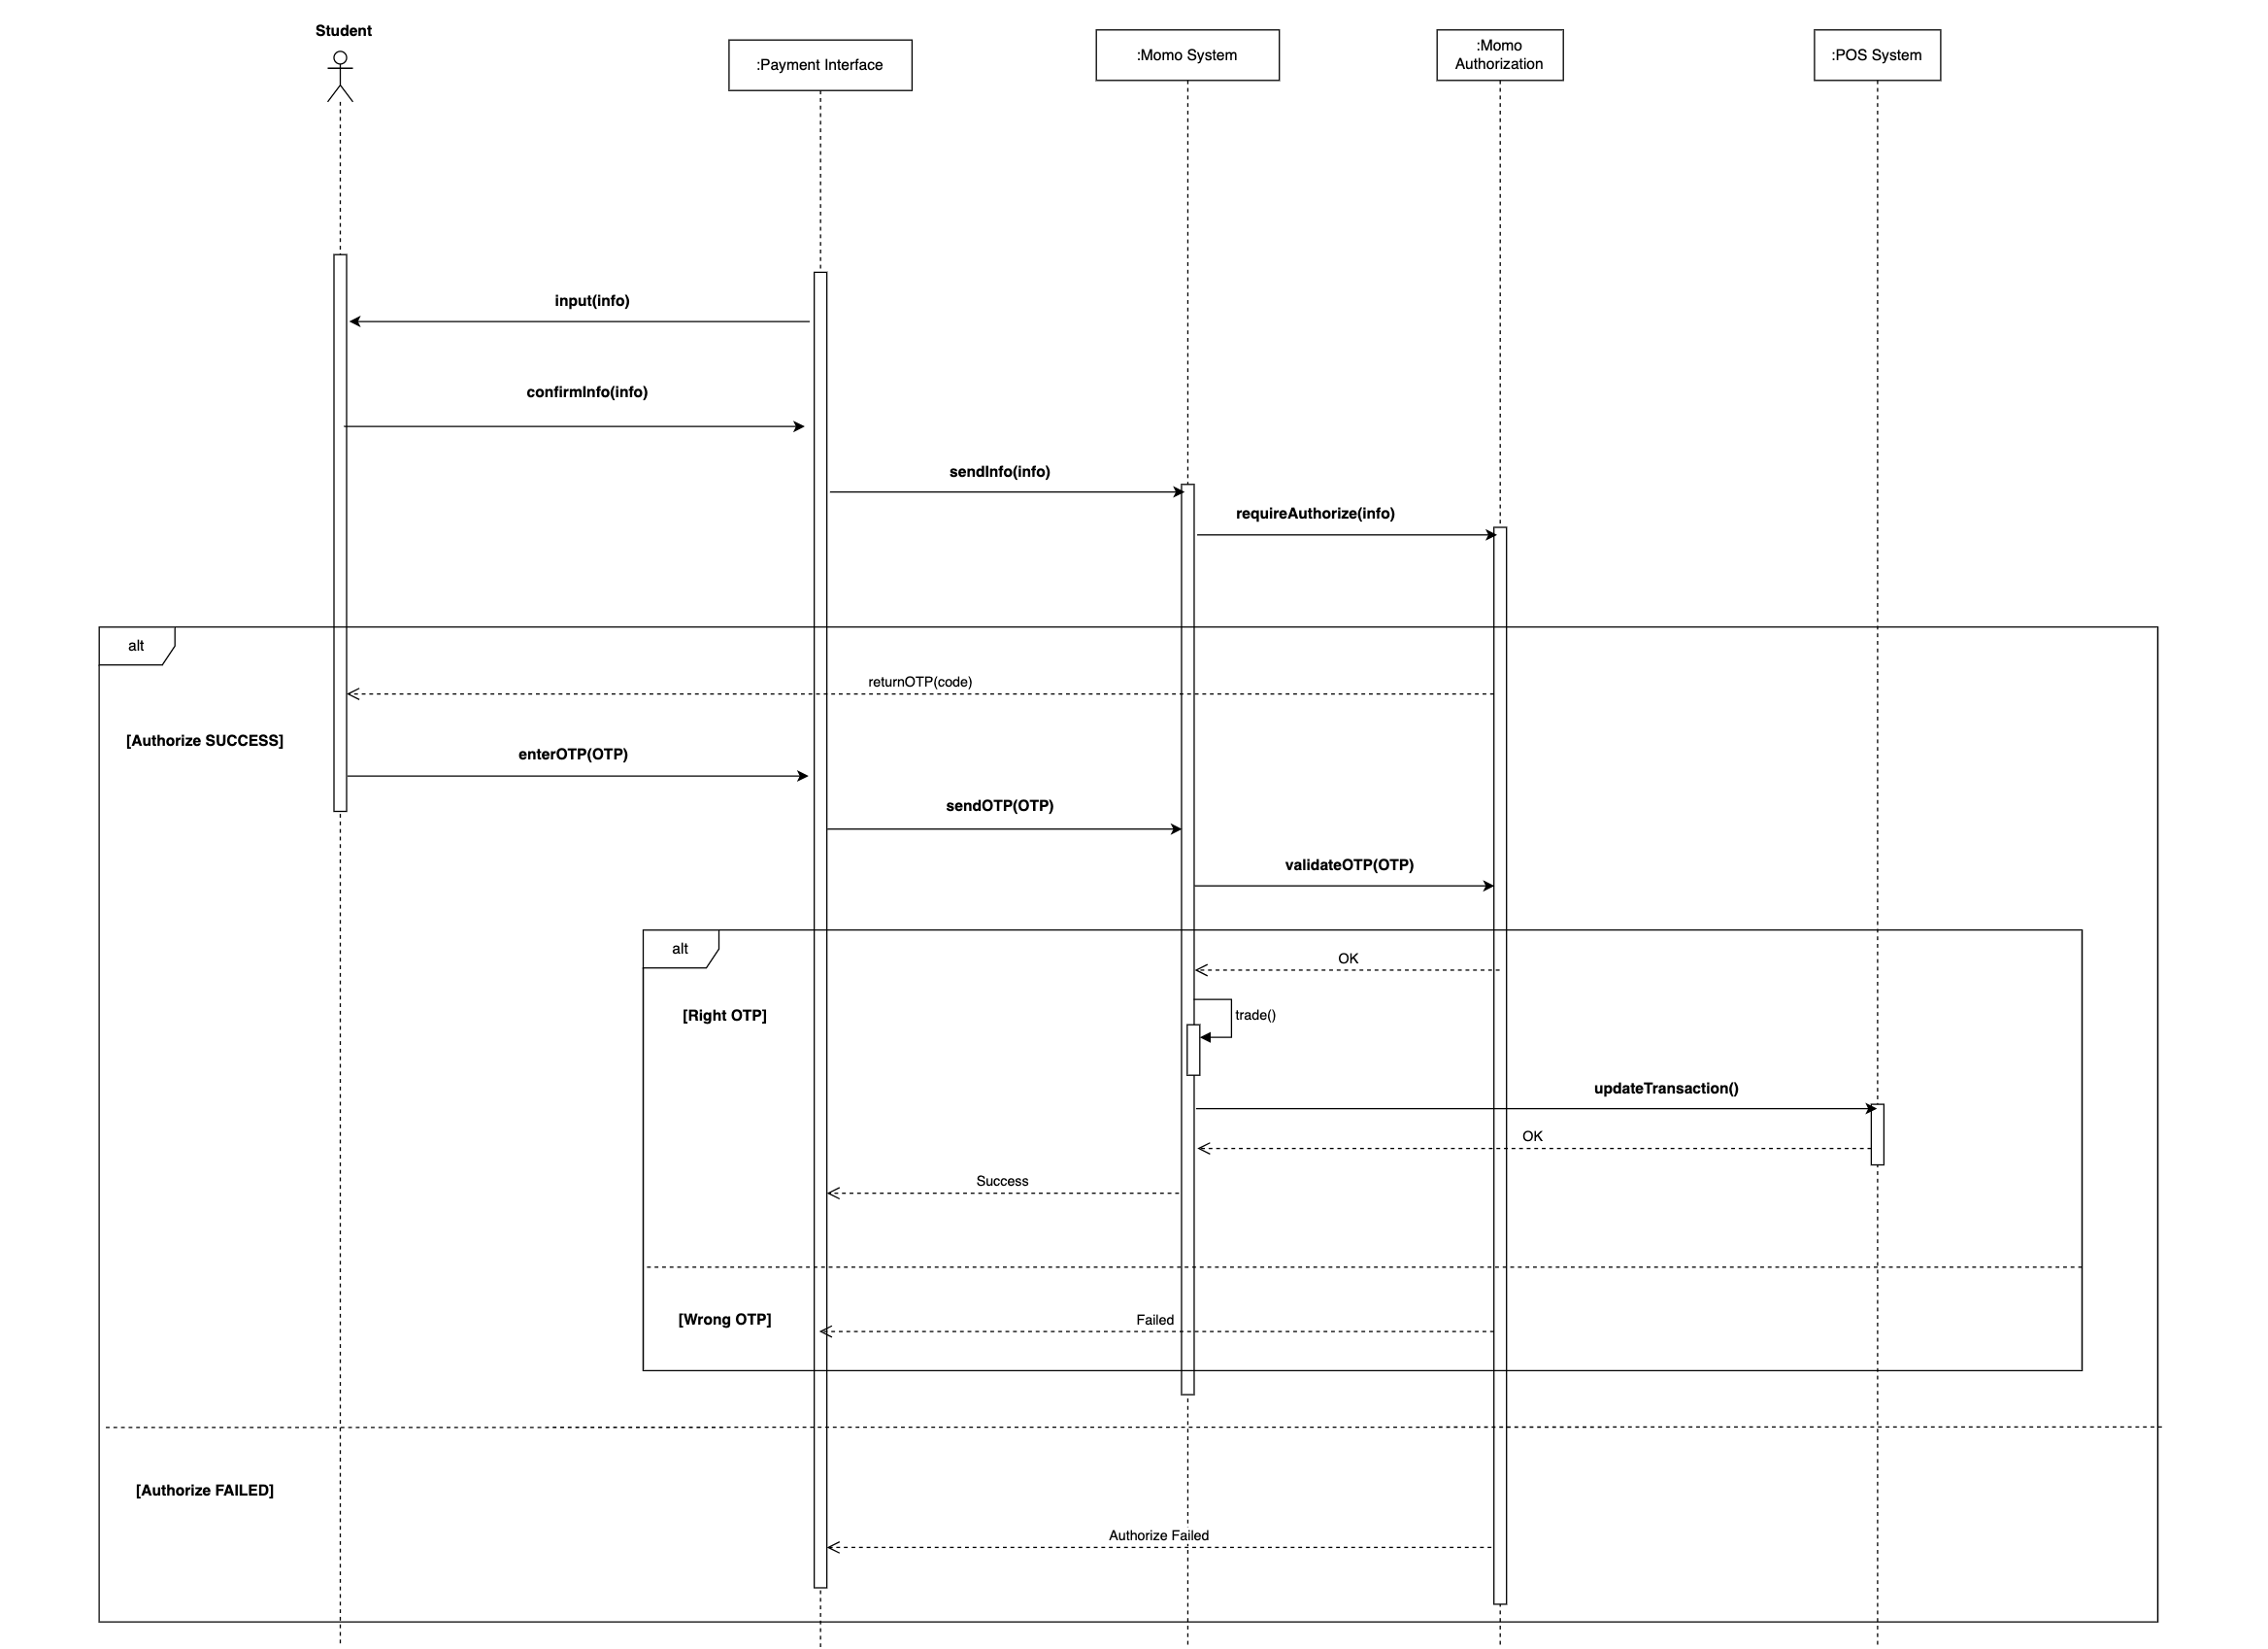 Student
:Payment Interface
:Momo System
:Momo
Authorization
:POS System
input(info)
confirmInfo(info)
sendInfo(info)
requireAuthorize(info)
alt
returnOTP(code)
[Authorize SUCCESS]
enterOTP(OTP)
sendOTP(OTP)
validateOTP(OTP)
alt
OK
[Right OTP]
trade()
updateTransaction()
OK
Success
[Wrong OTP]
Failed
[Authorize FAILED]
Authorize Failed